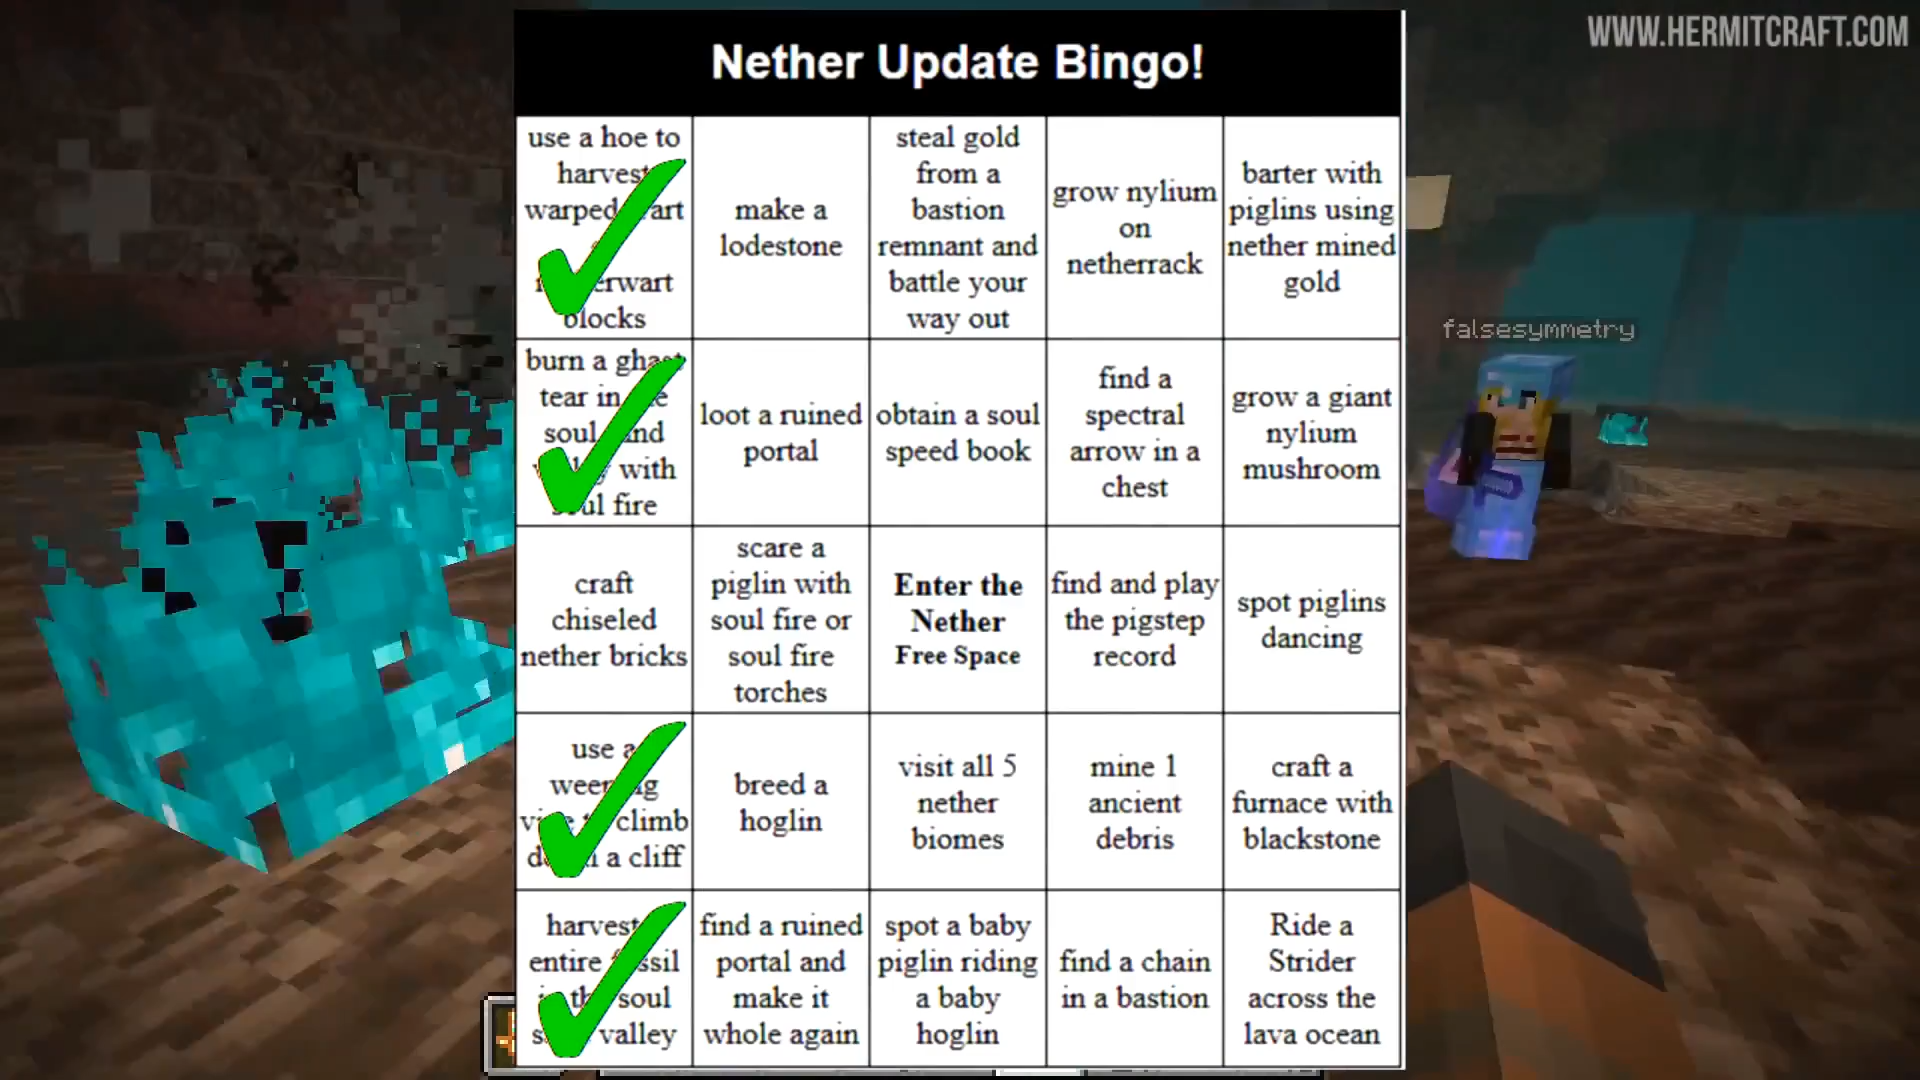 WWW.HERMITCRAFT.COM
Nether Update Bingo!
use a hoe to
harvest
warped
blocks
make a
lodestone
steal gold
from a
bastion
remnant and
battle your
way out
grow nylium
on
netherrack
barter with
piglins using
nether mined
gold
falsesymmetry
burn a ghast
tear in
soul
with
soul fire
loot a ruined
portal
obtain a soul
speed book
find a
spectral
arrow in a
chest
grow a giant
nylium
mushroom
craft
chiseled
nether bricks
scare a
piglin with
soul fire or
soul fire
torches
Enter the
Nether
Free Space
find and play
the pigstep
record
spot piglins
dancing
use a
climb
a cliff
breed a
hoglin
visit all 5
nether
biomes
mine 1
ancient
debris
craft a
furnace with
blackstone
harvest
entire
soul
valley
find a ruined
portal and
make it
whole again
spot a baby
piglin riding
a baby
hoglin
find a chain
in a bastion
Ride a
Strider
across the
lava ocean